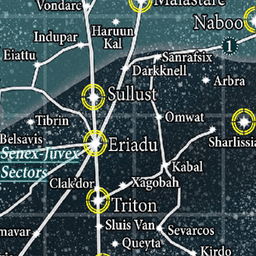 Vondarc
Malastare
Naboo
Haruun
Kal
Indupar
1
Eiattu
Sanrafsix
Darkknell
Arbra
Sullust
Tibrin
Omwat
Belsavis
Eriadu
Sharlissia
Senex-Juvex
Sectors
Kabal
Clak'dor
Xagobah
Triton
Sluis Van
Sevarcos
Queyta
Kirdo